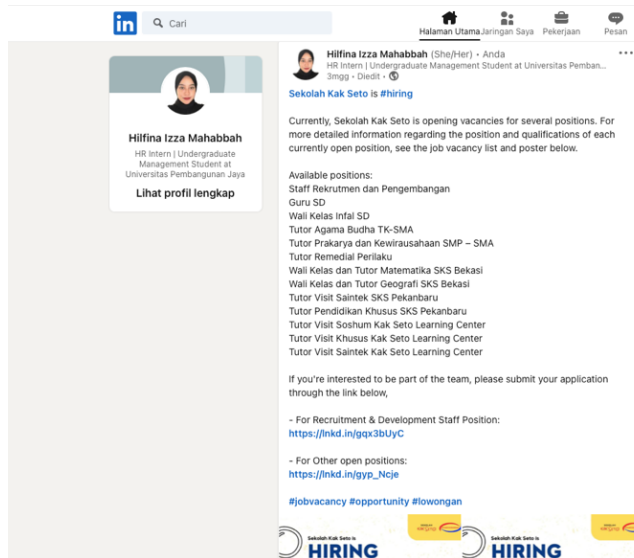 in
Cari
Halaman Utama
Jaringan Saya
Pekerjaan
Pesan
Hilfina Izza Mahabbah
HR Intern | Undergraduate
Management Student at
Universitas Pembangunan Jaya
Lihat profil lengkap
Hilfina Izza Mahabbah (She/Her) • Anda
HR Intern | Undergraduate Management Student at Universitas Pemban...
3mgg • Diedit •
Sekolah Kak Seto is #hiring
Currently, Sekolah Kak Seto is opening vacancies for several positions. For
more detailed information regarding the position and qualifications of each
currently open position, see the job vacancy list and poster below.
Available positions:
Staff Rekrutmen dan Pengembangan
Guru SD
Wali Kelas Infal SD
Tutor Agama Budha TK-SMA
Tutor Prakarya dan Kewirausahaan SMP – SMA
Tutor Remedial Perilaku
Wali Kelas dan Tutor Matematika SKS Bekasi
Wali Kelas dan Tutor Geografi SKS Bekasi
Tutor Visit Saintek SKS Pekanbaru
Tutor Pendidikan Khusus SKS Pekanbaru
Tutor Visit Soshum Kak Seto Learning Center
Tutor Visit Khusus Kak Seto Learning Center
Tutor Visit Saintek Kak Seto Learning Center
If you're interested to be part of the team, please submit your application
through the link below,
- For Recruitment & Development Staff Position:
https://lnkd.in/gqx3bUyC
- For Other open positions:
https://lnkd.in/gyp_Ncje
#jobvacancy #opportunity #lowongan
Sekolah Kak Seto is
HIRING
Sekolah Kak Seto is
HIRING